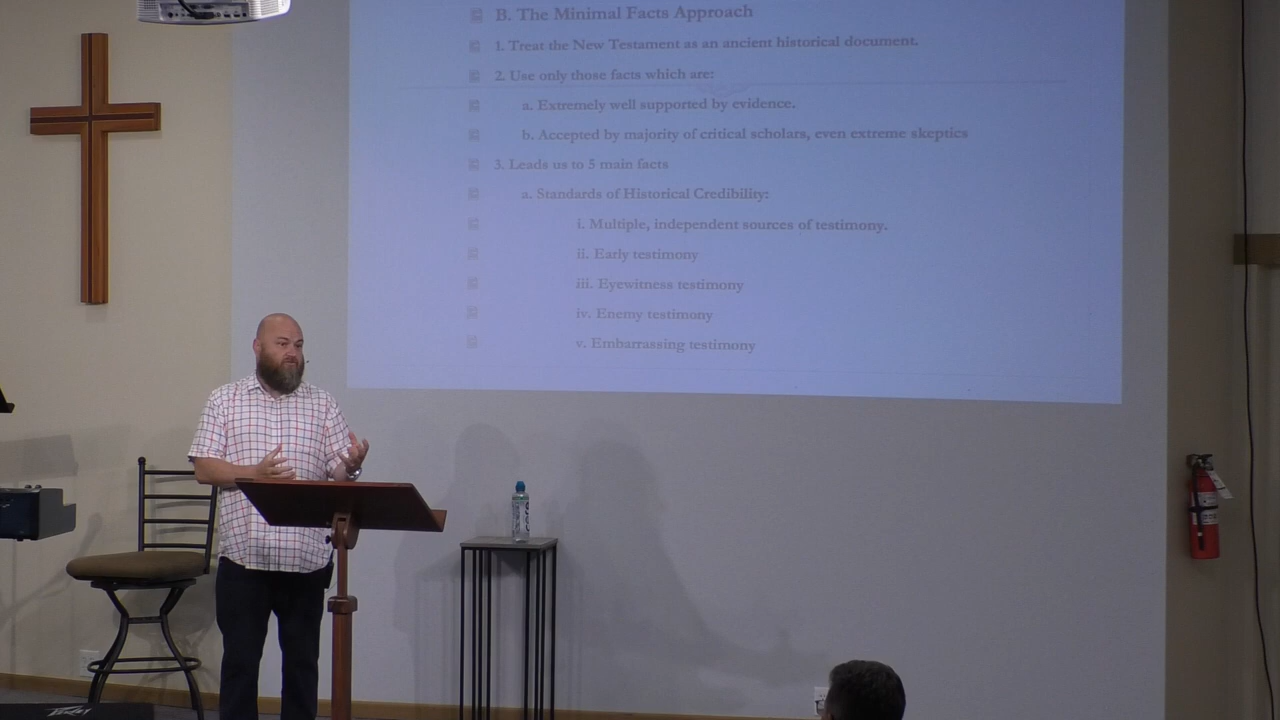 B. The Minimal Facts Approach
1. Treat the New Testament as an ancient historical document.
2. Use only those facts which are:
a. Extremely well supported by evidence.
b. Accepted by majority of critical scholars, even extreme skeptics
3. Leads us to 5 main facts
a. Standards of Historical Credibility:
i. Multiple, independent sources of testimony.
ii. Early testimony
iii. Eyewitness testimony
iv. Enemy testimony
v. Embarrassing testimony
core
Peavey